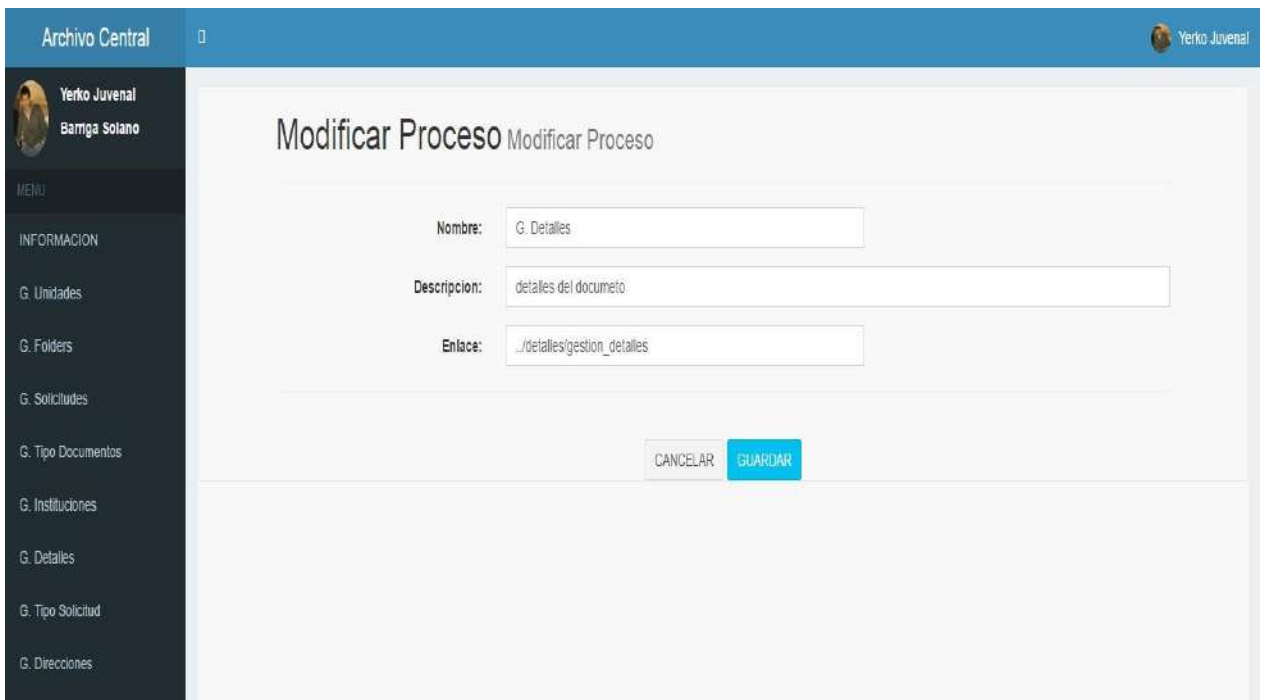 Archivo Central
Yerko Juvenal
Yerko Juvenal
Barriga Solano
MENU
INFORMACION
G. Unidades
G. Folders
G. Solicitudes
G. Tipo Documentos
G. Instituciones
G. Detalles
G. Tipo Solicitud
G. Direcciones
Modificar Proceso Modificar Proceso
Nombre: G. Detalles
Descripcion: detalles del documeto
Enlace: ../detalles/gestion_detalles
CANCELAR GUARDAR